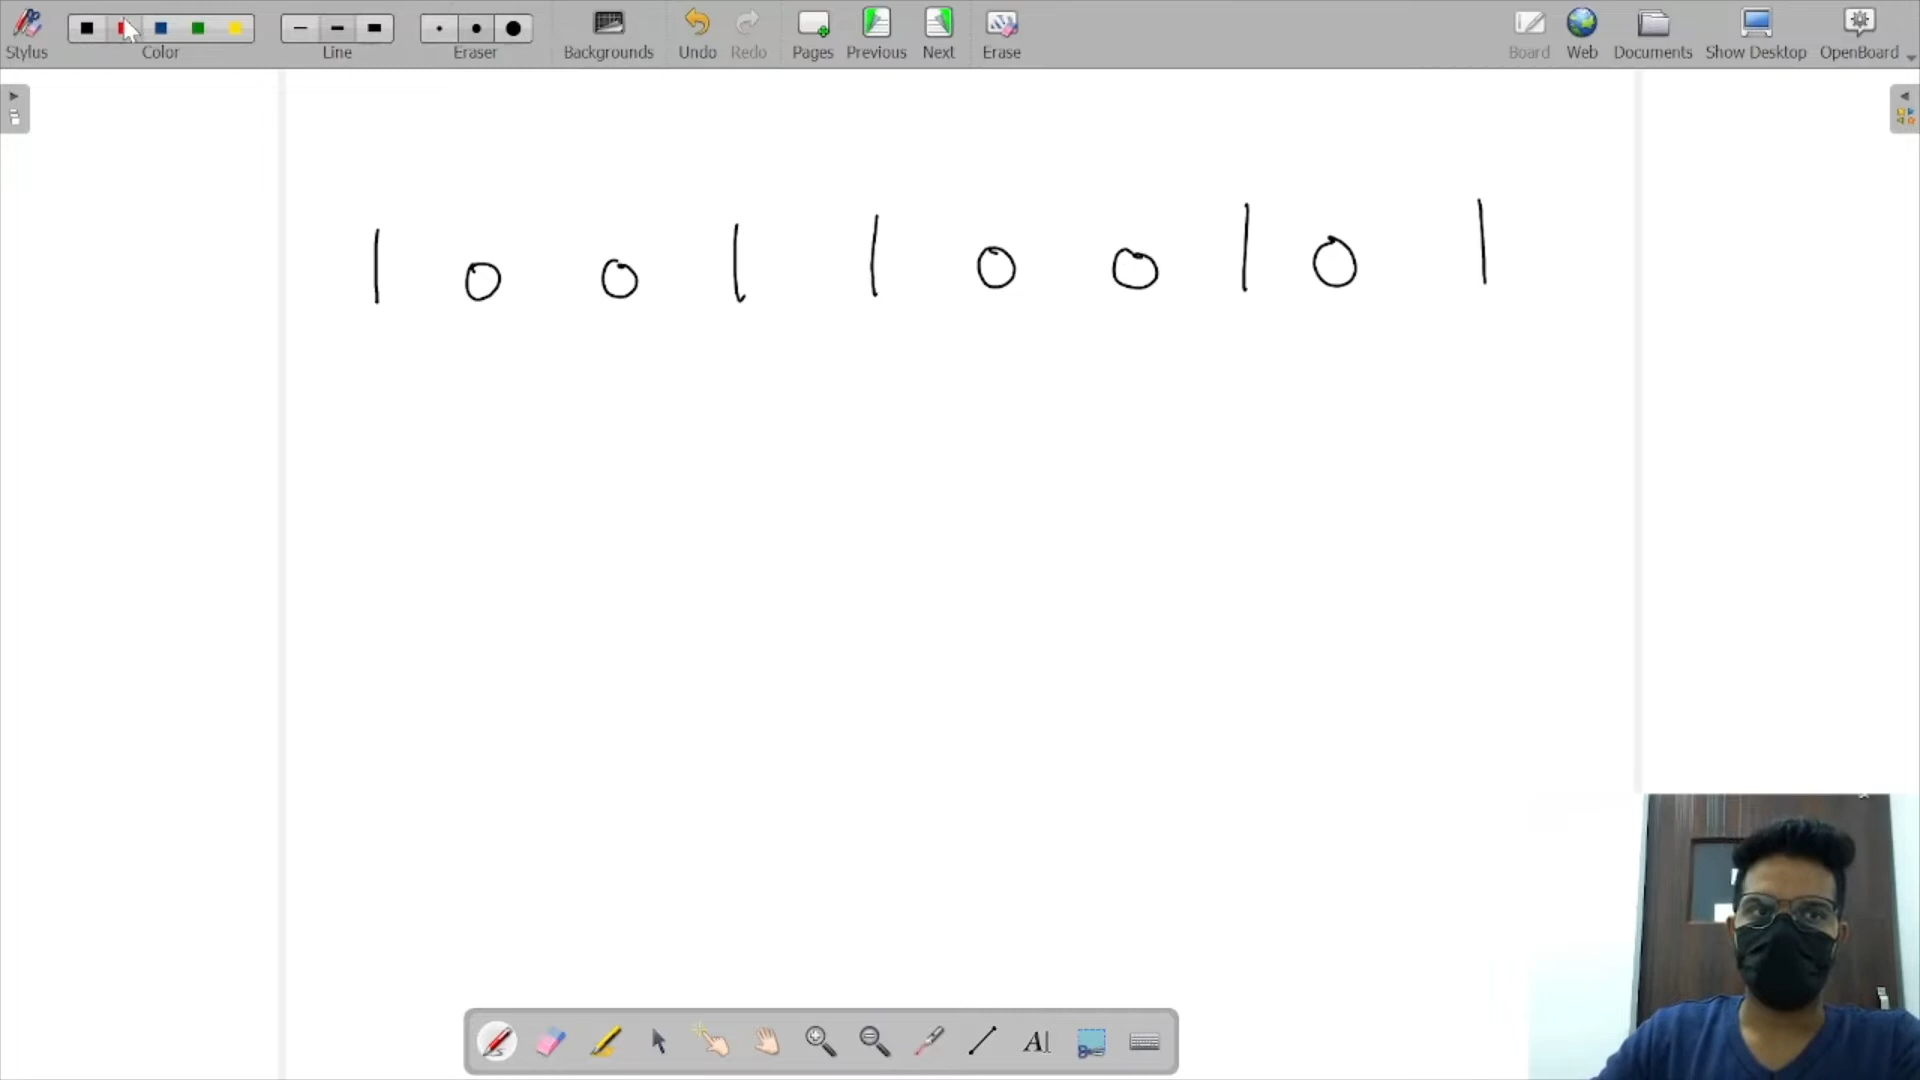 Stylus
Color
Line
Eraser
Backgrounds
Undo
Redo
Pages
Previous
Next
Erase
Board
Web
Documents
Show Desktop
OpenBoard
1 0 0 1 1 0 0 1 0 1
A